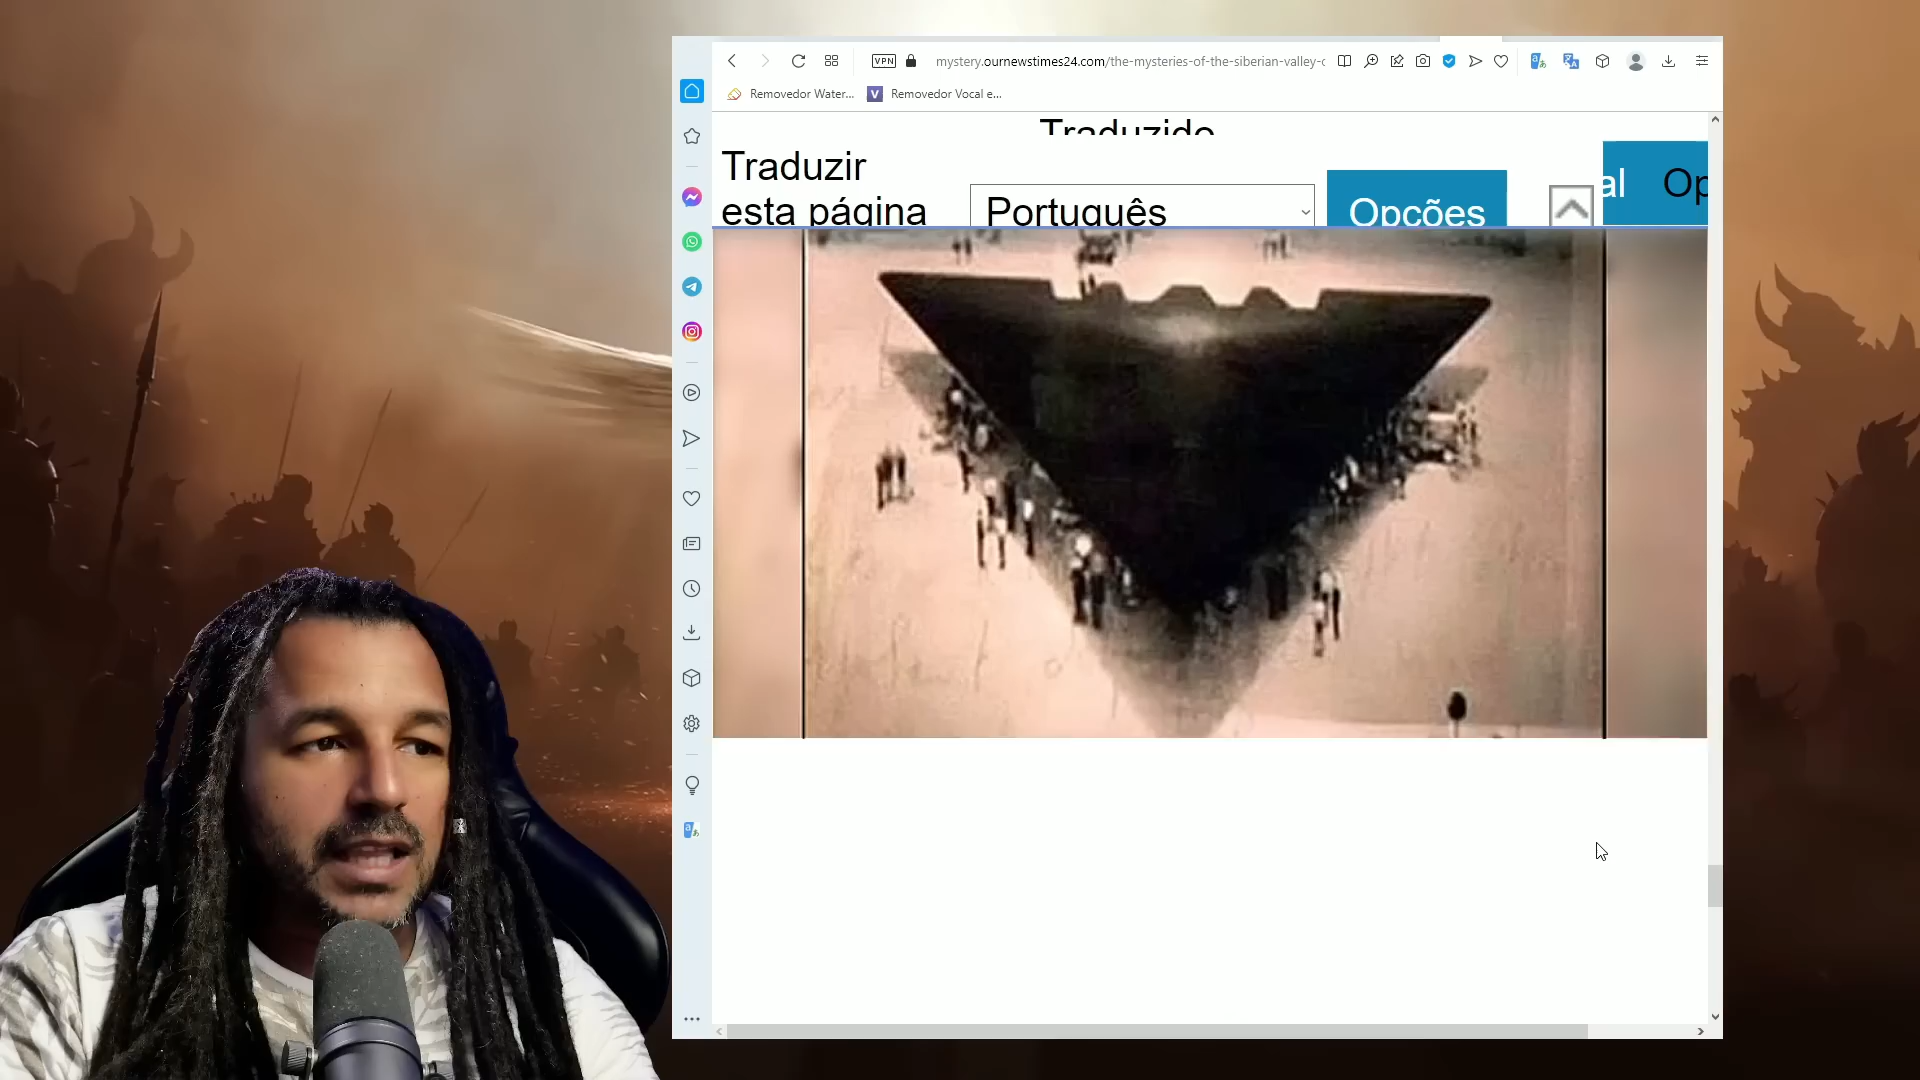 VPN
mystery.ournewstimes24.com/the-mysteries-of-the-siberian-valley-c
Removedor Water...
V
Removedor Vocal e...
Traduzido
Traduzir
esta página
Português
Opções
al
Op